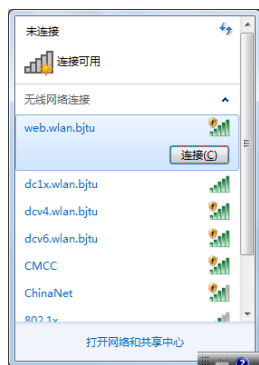 未连接
连接可用
无线网络连接
web.wlan.bjtu
连接(C)
dc1x.wlan.bjtu
dcv4.wlan.bjtu
dcv6.wlan.bjtu
CMCC
ChinaNet
802.1x
打开网络和共享中心